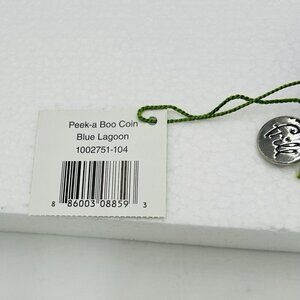 Peek-a Boo Coin
Blue Lagoon
1002751-104
8 86003 08859 3